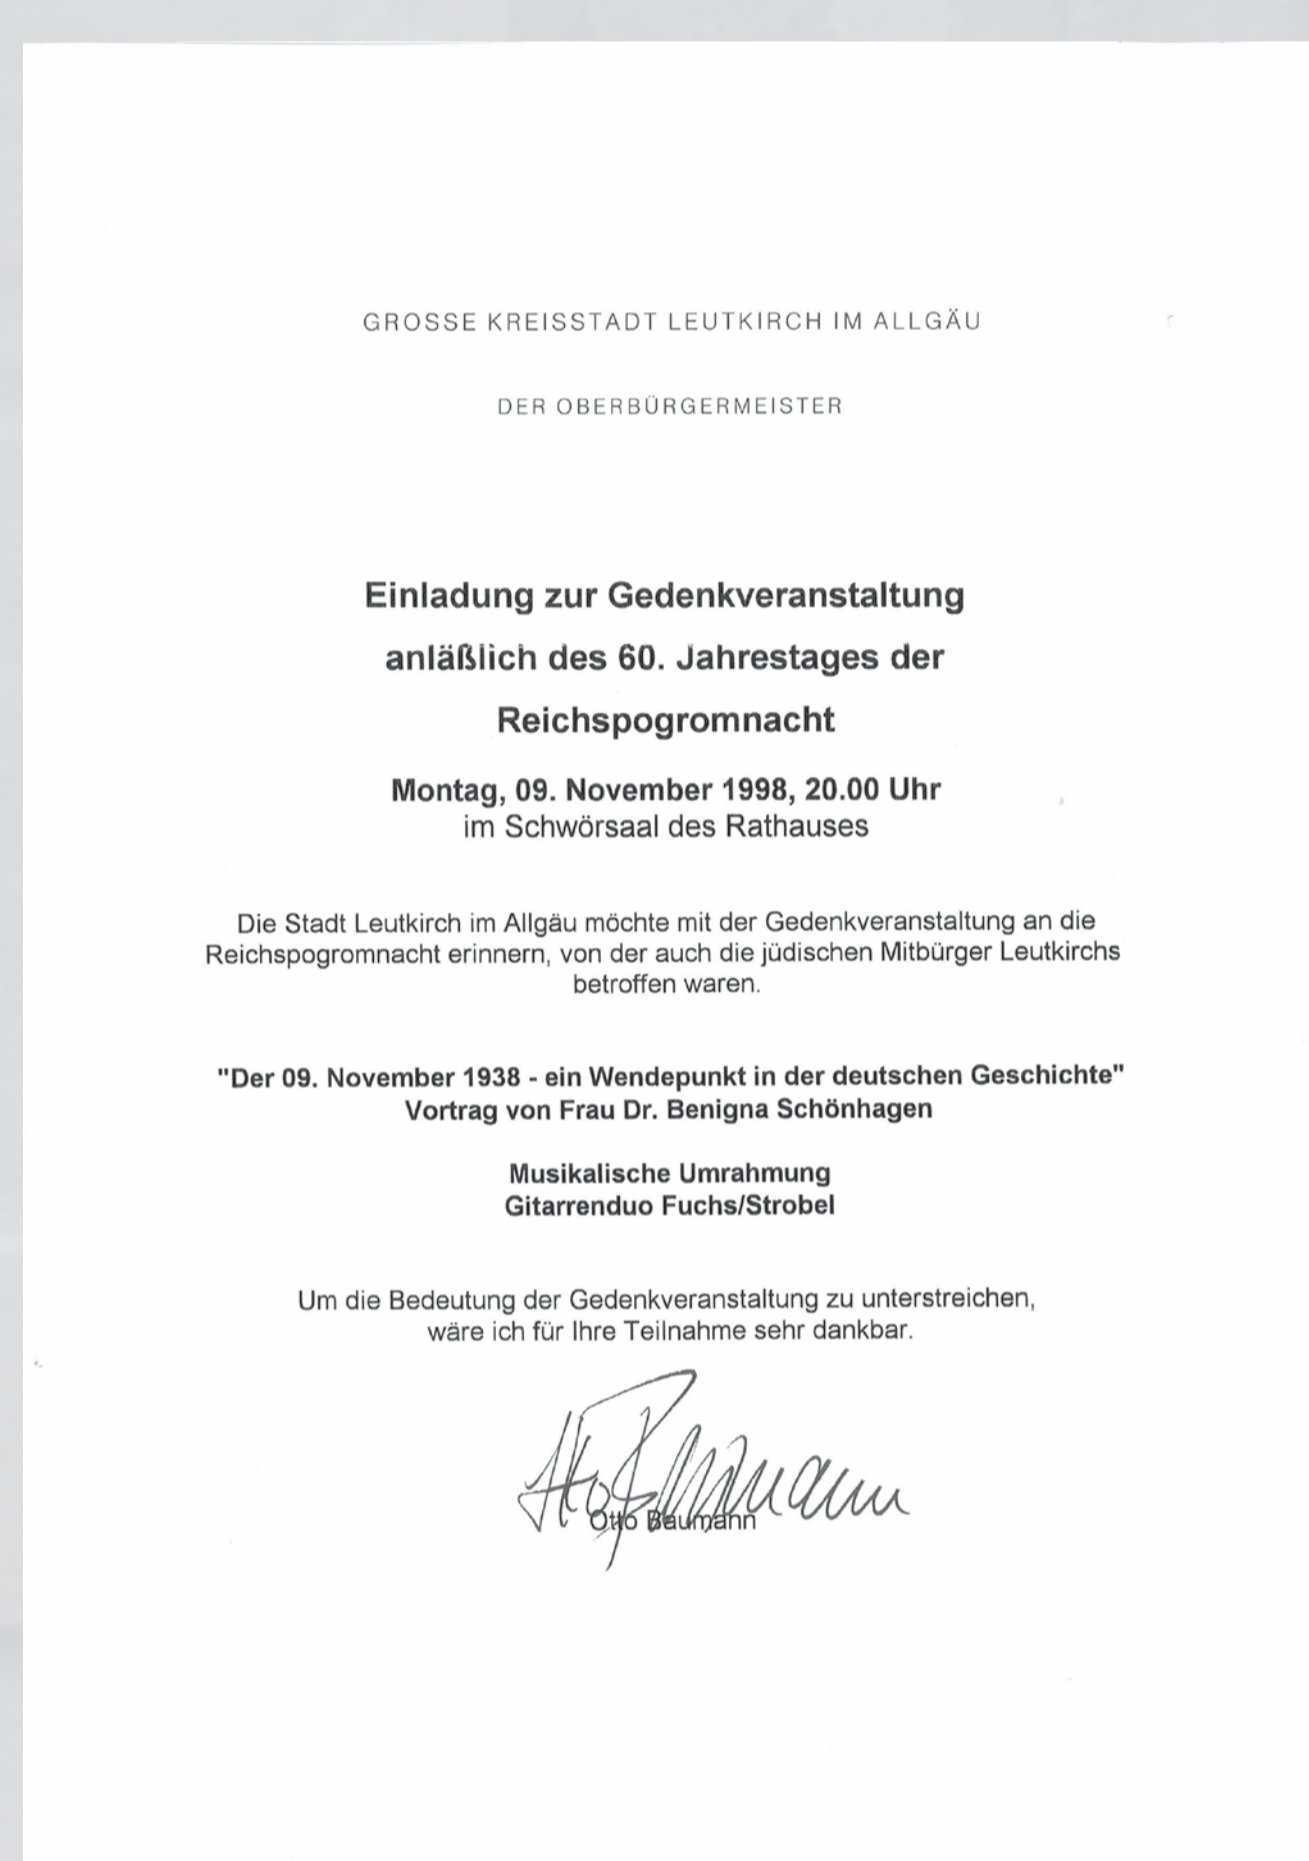 GROSSE KREISSTADT LEUTKIRCH IM ALLGÄU
DER OBERBÜRGERMEISTER
Einladung zur Gedenkveranstaltung
anläßlich des 60. Jahrestages der
Reichspogromnacht
Montag, 09. November 1998, 20.00 Uhr
im Schwörsaal des Rathauses
Die Stadt Leutkirch im Allgäu möchte mit der Gedenkveranstaltung an die
Reichspogromnacht erinnern, von der auch die jüdischen Mitbürger Leutkirchs
betroffen waren.
"Der 09. November 1938 - ein Wendepunkt in der deutschen Geschichte"
Vortrag von Frau Dr. Benigna Schönhagen
Musikalische Umrahmung
Gitarrenduo Fuchs/Strobel
Um die Bedeutung der Gedenkveranstaltung zu unterstreichen,
wäre ich für Ihre Teilnahme sehr dankbar.
Otto Baumann